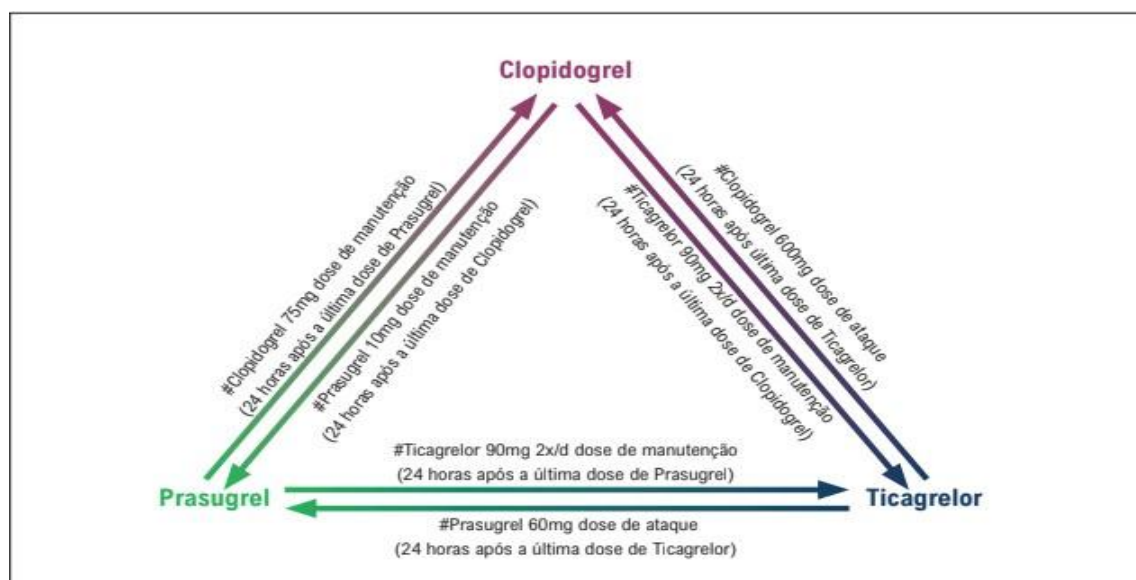 Clopidogrel
#Clopidogrel 75mg dose de manutenção
(24 horas após a última dose de Prasugrel)
#Prasugrel 10mg dose de manutenção
(24 horas após a última dose de Clopidogrel)
#Ticagrelor 90mg 2x/d dose de manutenção
(24 horas após a última dose de Clopidogrel)
#Clopidogrel 600mg dose de ataque
(24 horas após última dose de Ticagrelor)
#Ticagrelor 90mg 2x/d dose de manutenção
(24 horas após a última dose de Prasugrel)
Prasugrel
Ticagrelor
#Prasugrel 60mg dose de ataque
(24 horas após a última dose de Ticagrelor)